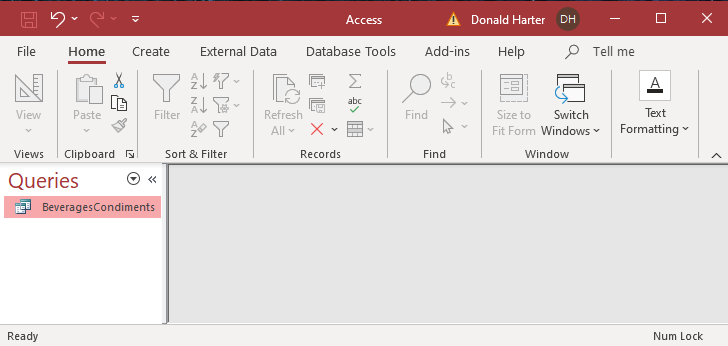 Access
Donald Harter DH
File Home Create External Data Database Tools Add-ins Help Tell me
View
Paste
Filter
Refresh All
abc
Find
Size to Fit Form
Switch Windows
A
Text Formatting
Views Clipboard Sort & Filter Records Find Window
Queries
BeveragesCondiments
Ready Num Lock